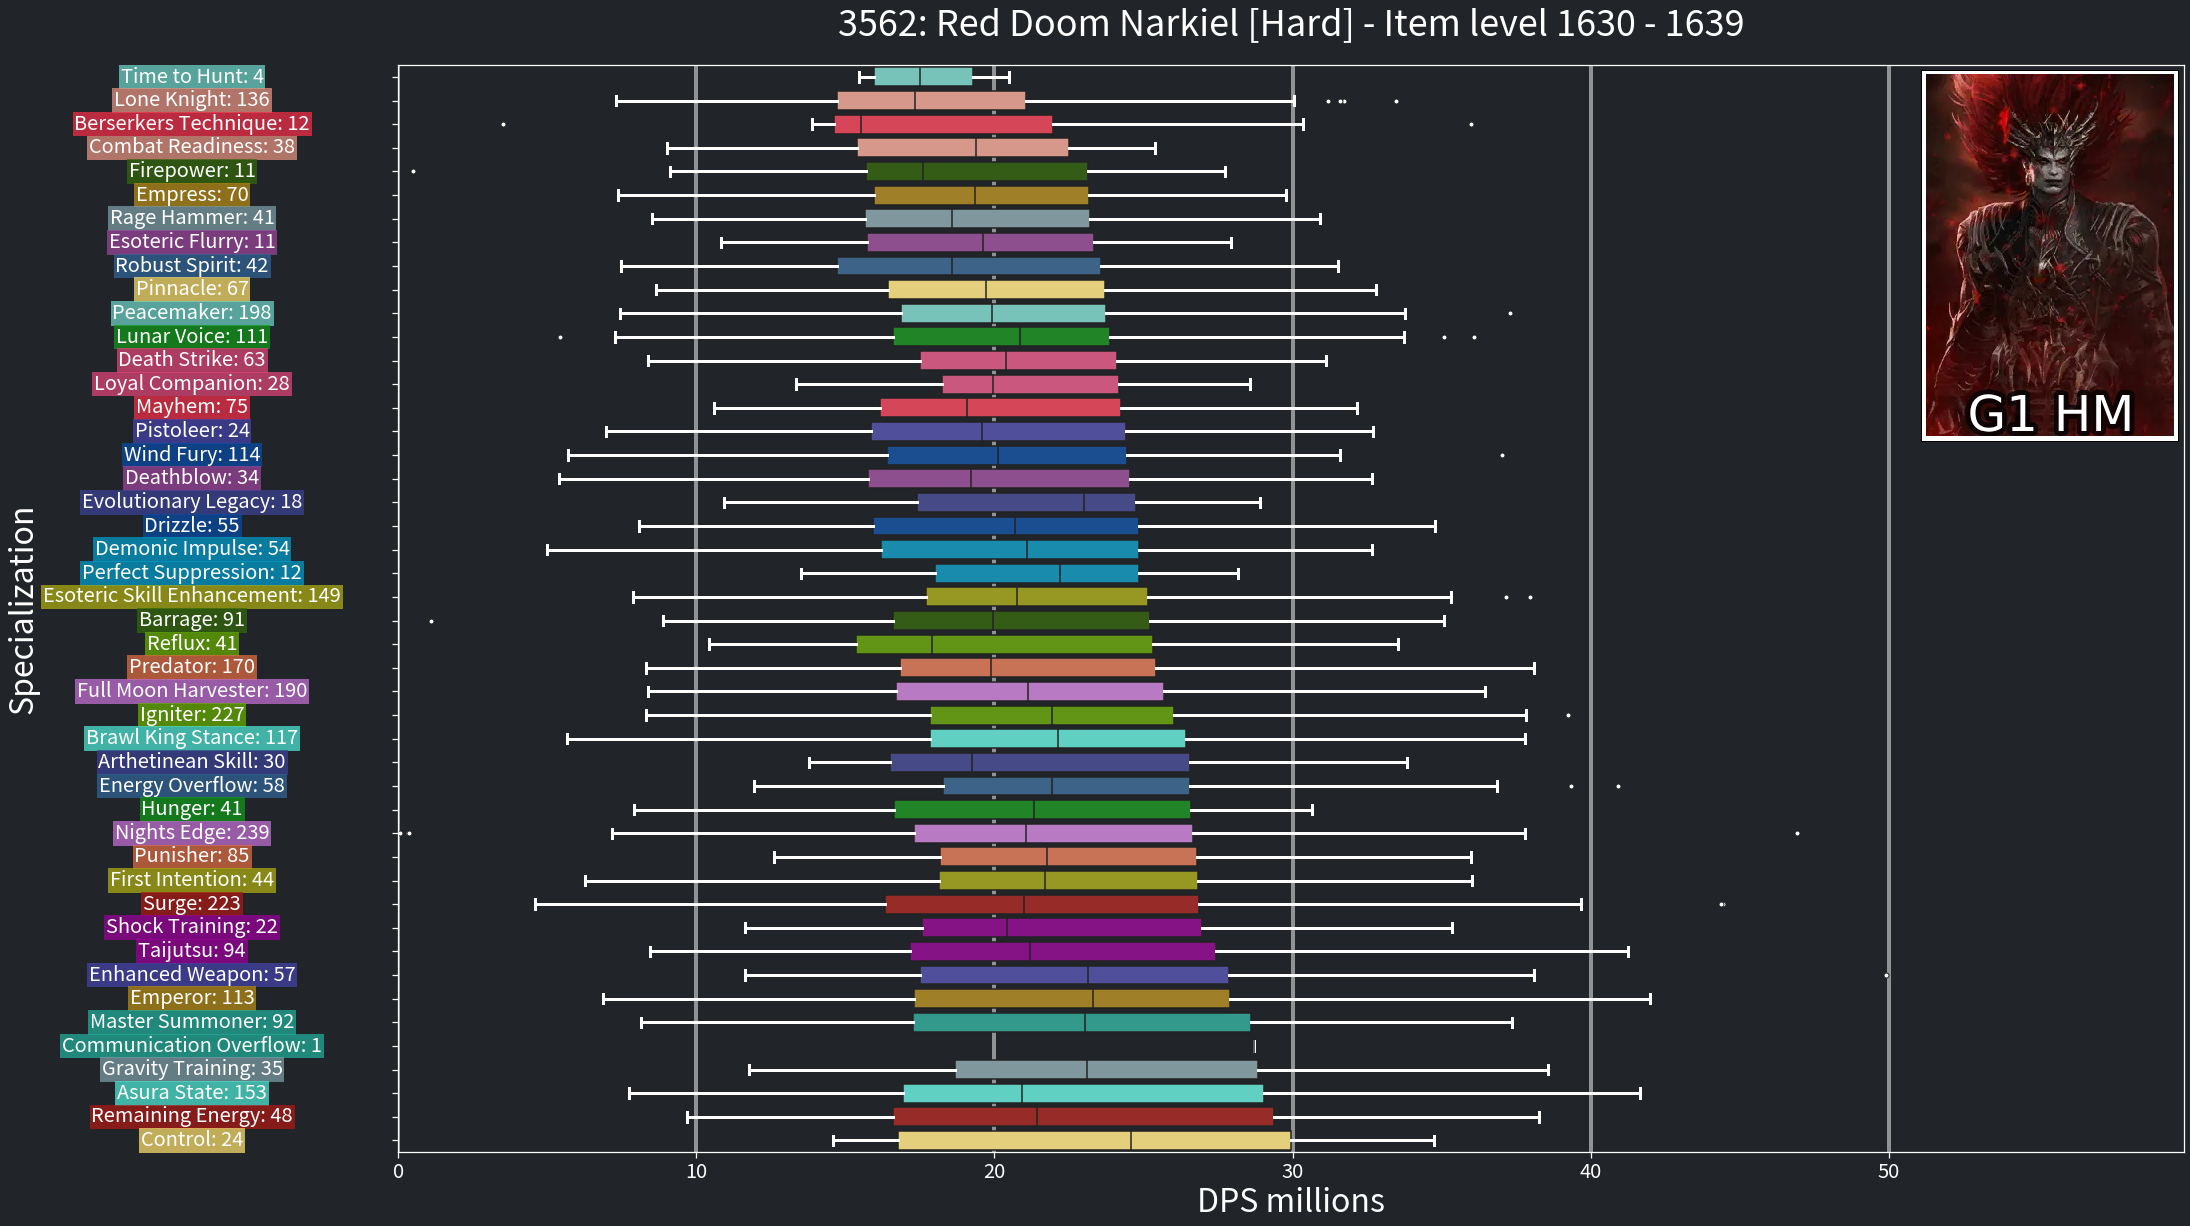 3562: Red Doom Narkiel [Hard] - Item level 1630 - 1639
Time to Hunt: 4
Lone Knight: 136
Berserkers Technique: 12
Combat Readiness: 38
Firepower: 11
Empress: 70
Rage Hammer: 41
Esoteric Flurry: 11
Robust Spirit: 42
Pinnacle: 67
Peacemaker: 198
Lunar Voice: 111
Death Strike: 63
Loyal Companion: 28
Mayhem: 75
Pistoleer: 24
Wind Fury: 114
Deathblow: 34
Evolutionary Legacy: 18
Drizzle: 55
Demonic Impulse: 54
Perfect Suppression: 12
Esoteric Skill Enhancement: 149
Barrage: 91
Reflux: 41
Predator: 170
Full Moon Harvester: 190
Igniter: 227
Brawl King Stance: 117
Arthetinean Skill: 30
Energy Overflow: 58
Hunger: 41
Nights Edge: 239
Punisher: 85
First Intention: 44
Surge: 223
Shock Training: 22
Taijutsu: 94
Enhanced Weapon: 57
Emperor: 113
Master Summoner: 92
Communication Overflow: 1
Gravity Training: 35
Asura State: 153
Remaining Energy: 48
Control: 24
Specialization
G1 HM
0 10 20 30 40 50
DPS millions